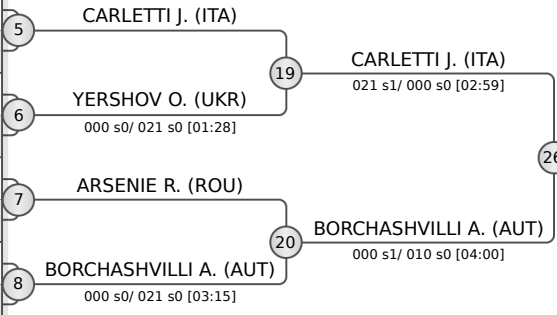 CARLETTI J. (ITA)
5
19
CARLETTI J. (ITA)
021 s1/ 000 s0 [02:59]
YERSHOV O. (UKR)
6
000 s0/ 021 s0 [01:28]
26
ARSENIE R. (ROU)
7
20
BORCHASHVILLI A. (AUT)
000 s1/ 010 s0 [04:00]
BORCHASHVILLI A. (AUT)
8
000 s0/ 021 s0 [03:15]